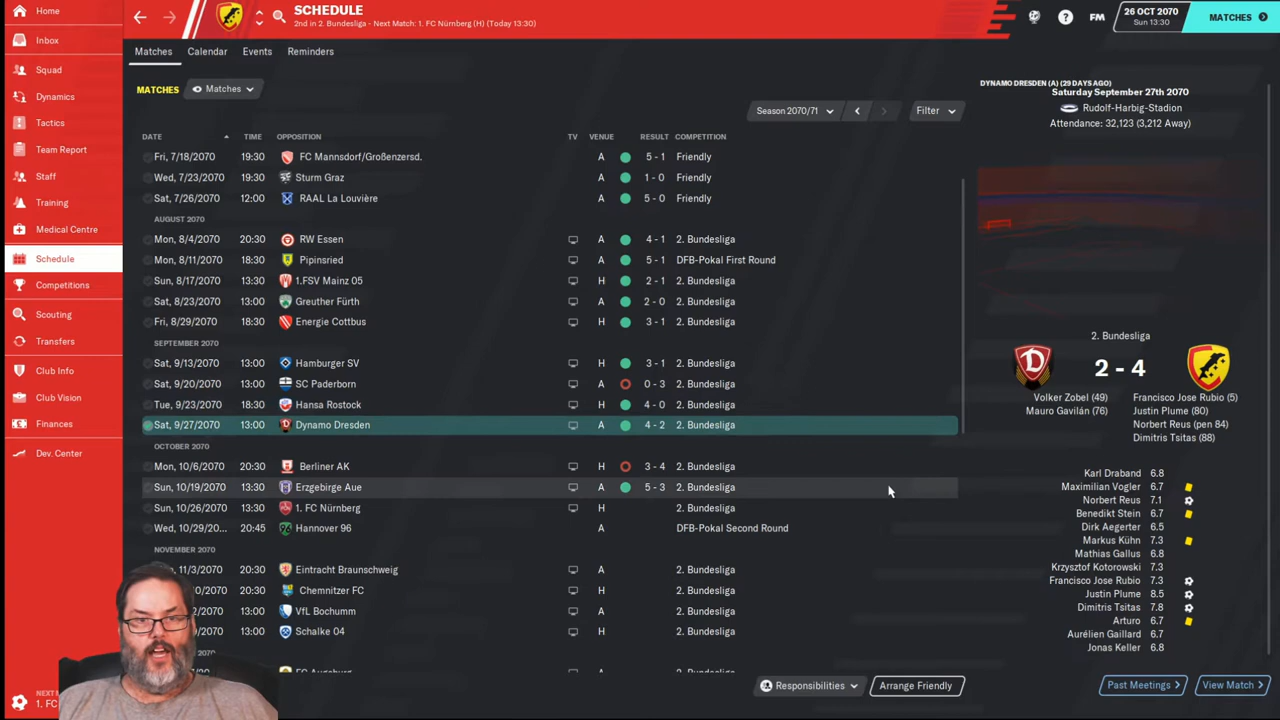 Home
Inbox
Squad
Dynamics
Tactics
Team Report
Staff
Training
Medical Centre
Schedule
Competitions
Scouting
Transfers
Club Info
Club Vision
Finances
Dev. Center
SCHEDULE
2nd in 2. Bundesliga - Next Match: 1. FC Nürnberg (H) (Today 13:30)
FM
26 OCT 2070
Sun 13:30
MATCHES
Matches Calendar Events Reminders
MATCHES Matches
Season 2070/71 Filter
DATE TIME OPPOSITION TV VENUE RESULT COMPETITION
Fri, 7/18/2070 19:30 FC Mannsdorf/Großenzersd. A 5 - 1 Friendly
Wed, 7/23/2070 19:30 Sturm Graz A 1 - 0 Friendly
Sat, 7/26/2070 12:00 RAAL La Louvière A 5 - 0 Friendly
AUGUST 2070
Mon, 8/4/2070 20:30 RW Essen A 4 - 1 2. Bundesliga
Mon, 8/11/2070 18:30 Pipinsried A 5 - 1 DFB-Pokal First Round
Sun, 8/17/2070 13:30 1.FSV Mainz 05 H 2 - 1 2. Bundesliga
Sat, 8/23/2070 13:00 Greuther Fürth A 2 - 0 2. Bundesliga
Fri, 8/29/2070 18:30 Energie Cottbus H 3 - 1 2. Bundesliga
SEPTEMBER 2070
Sat, 9/13/2070 13:00 Hamburger SV H 3 - 1 2. Bundesliga
Sat, 9/20/2070 13:00 SC Paderborn A 0 - 3 2. Bundesliga
Tue, 9/23/2070 18:30 Hansa Rostock H 4 - 0 2. Bundesliga
Sat, 9/27/2070 13:00 Dynamo Dresden A 4 - 2 2. Bundesliga
OCTOBER 2070
Mon, 10/6/2070 20:30 Berliner AK H 3 - 4 2. Bundesliga
Sun, 10/19/2070 13:30 Erzgebirge Aue A 5 - 3 2. Bundesliga
Sun, 10/26/2070 13:30 1. FC Nürnberg H 2. Bundesliga
Wed, 10/29/20... 20:45 Hannover 96 A DFB-Pokal Second Round
NOVEMBER 2070
11/3/2070 20:30 Eintracht Braunschweig A 2. Bundesliga
0/2070 20:30 Chemnitzer FC H 2. Bundesliga
2/2070 13:00 VfL Bochumm A 2. Bundesliga
9/2070 13:00 Schalke 04 H 2. Bundesliga
2070
FC Augsburg 2. Bundesliga
Responsibilities Arrange Friendly
DYNAMO DRESDEN (A) (29 DAYS AGO)
Saturday September 27th 2070
Rudolf-Harbig-Stadion
Attendance: 32,123 (3,212 Away)
2. Bundesliga
2 - 4
Volker Zobel (49) Francisco Jose Rubio (5)
Mauro Gavilán (76) Justin Plume (80)
Norbert Reus (pen 84)
Dimitris Tsitas (88)
Karl Draband 6.8
Maximilian Vogler 6.7
Norbert Reus 7.1
Benedikt Stein 6.7
Dirk Aegerter 6.5
Markus Kühn 7.3
Mathias Gallus 6.8
Krzysztof Kotorowski 7.3
Francisco Jose Rubio 7.3
Justin Plume 8.5
Dimitris Tsitas 7.8
Arturo 6.7
Aurélien Gaillard 6.7
Jonas Keller 6.8
Past Meetings View Match
NEXT M
1. FC